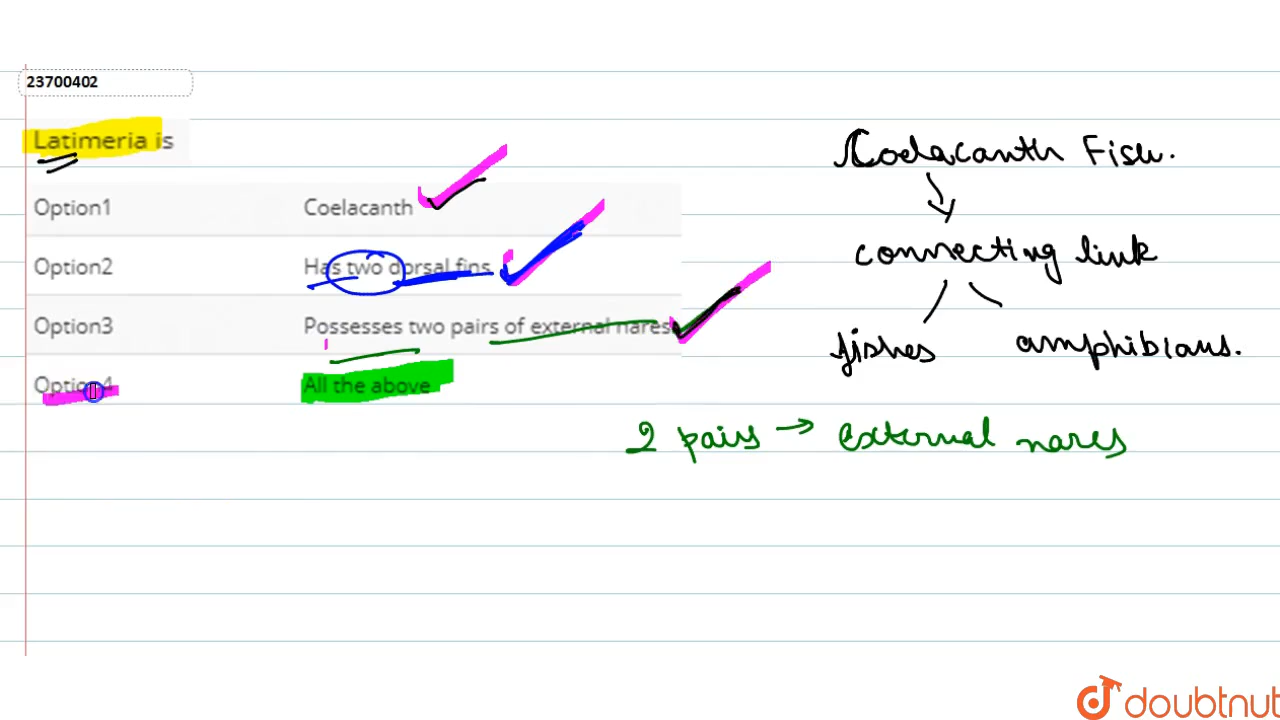 23700402
Latimeria is
Option1 Coelacanth
Option2 Has two dorsal fins
Option3 Possesses two pairs of external nares
Option4 All the above
Coelacanth Fish.
connecting link
fishes amphibians.
2 pairs → external nares
doubtnut